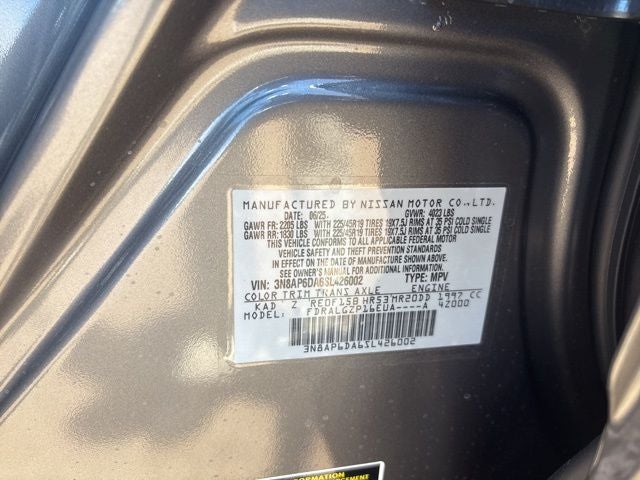 MANUFACTURED BY NISSAN MOTOR CO.,LTD.
DATE: 06/25 GVWR: 4023 LBS
GAWR FR: 2205 LBS WITH 225/45R19 TIRES 19X7.5J RIMS AT 35 PSI COLD SINGLE
GAWR RR: 1830 LBS WITH 225/45R19 TIRES 19X7.5J RIMS AT 35 PSI COLD SINGLE
THIS VEHICLE CONFORMS TO ALL APPLICABLE FEDERAL MOTOR
VEHICLE SAFETY AND THEFT PREVENTION STANDARDS
IN EFFECT ON THE DATE OF MANUFACTURE SHOWN ABOVE.
SEE OWNER'S MANUAL FOR ADDITIONAL INFORMATION.
VIN: 3N8AP6DA6SL426002 TYPE: MPV
COLOR TRIM TRANS AXLE ENGINE
KAD Z RE0F15B HR53 MR20DD 1997 CC
MODEL: FDRALGZP16EUA----A 42000
3N8AP6DA6SL426002